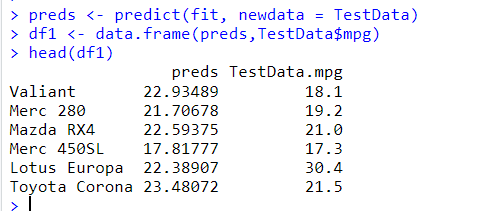 > preds <- predict(fit, newdata = TestData)
> df1 <- data.frame(preds,TestData$mpg)
> head(df1)
                 preds TestData.mpg
Valiant       22.93489         18.1
Merc 280      21.70678         19.2
Mazda RX4     22.59375         21.0
Merc 450SL    17.81777         17.3
Lotus Europa  22.38907         30.4
Toyota Corona 23.48072         21.5
>